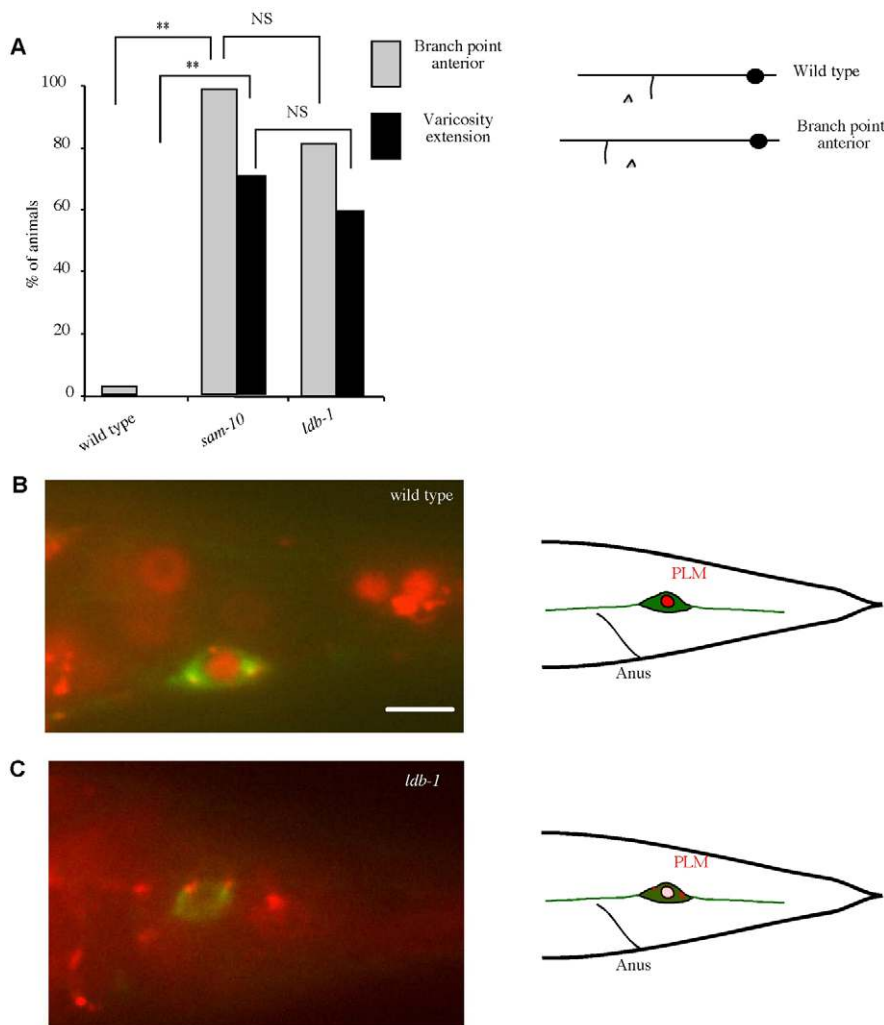 A
**
NS
**
NS
Branch point
anterior
Varicosity
extension
% of animals
100
80
60
40
20
0
wild type
sam-10
ldb-1
Wild type
Branch point
anterior
B
wild type
PLM
Anus
C
ldb-1
PLM
Anus